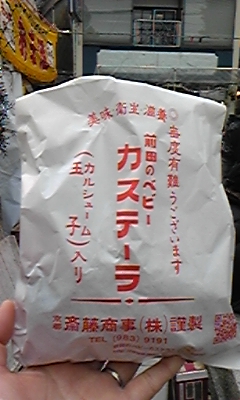 美味衛生滋養
毎度有難うございます
前田のベビー
カステーラ
(カルシューム
玉子)入り
京都 斎藤商事(株)謹製
TEL (983) 9191